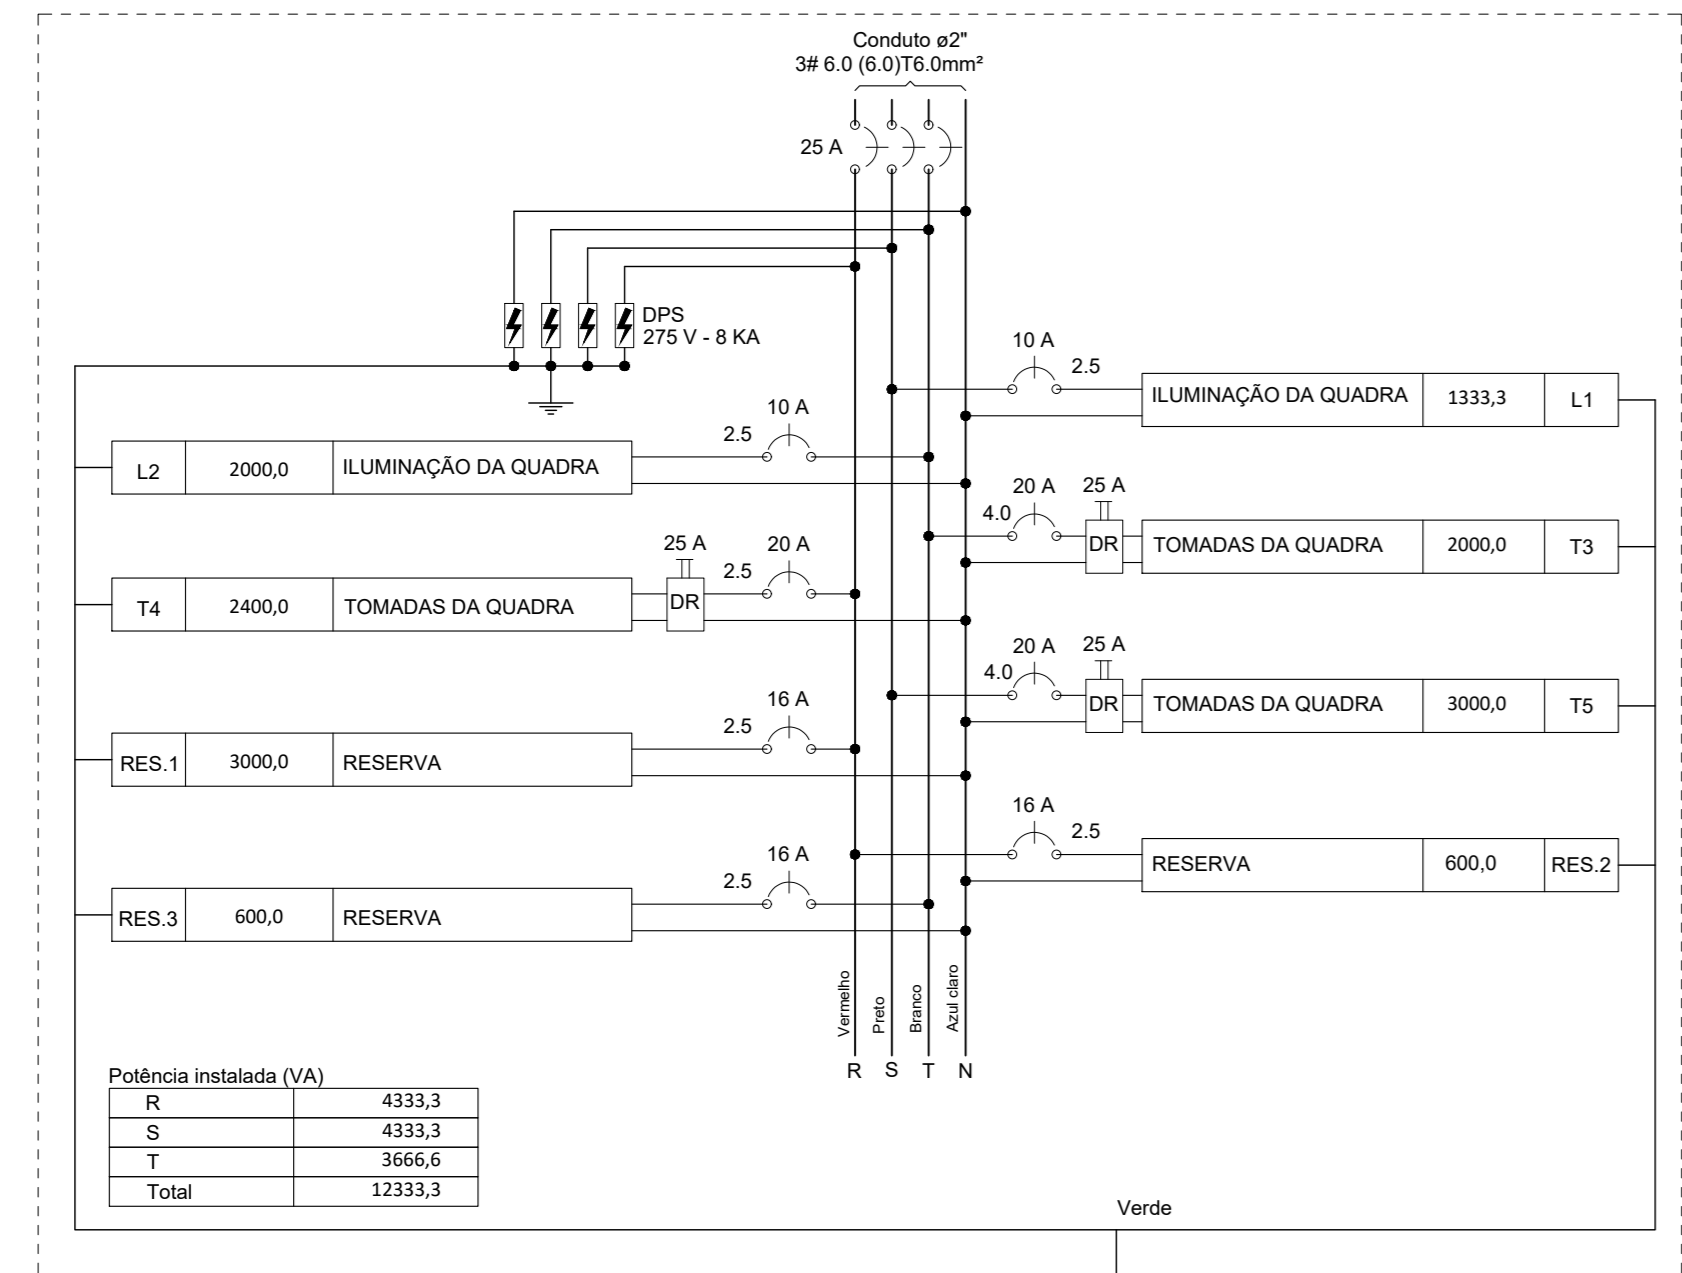 Conduto ø2"
3# 6.0 (6.0)T6.0mm²
25 A
DPS
275 V - 8 KA
10 A
2.5
ILUMINAÇÃO DA QUADRA 1333,3 L1
10 A
2.5
L2 2000,0 ILUMINAÇÃO DA QUADRA
20 A 25 A
4.0
DR
TOMADAS DA QUADRA 2000,0 T3
25 A 20 A
2.5
DR
T4 2400,0 TOMADAS DA QUADRA
20 A 25 A
4.0
DR
TOMADAS DA QUADRA 3000,0 T5
16 A
2.5
RES.1 3000,0 RESERVA
16 A
2.5
RESERVA 600,0 RES.2
16 A
2.5
RES.3 600,0 RESERVA
Vermelho
Preto
Branco
Azul claro
R S T N
Potência instalada (VA)
R 4333,3
S 4333,3
T 3666,6
Total 12333,3
Verde